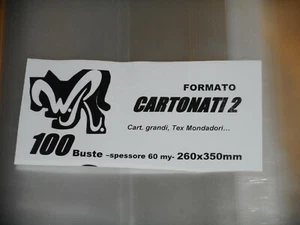 W.R.
FORMATO
CARTONATI 2
Cart. grandi, Tex Mondadori...
100 Buste –spessore 60 my- 260x350mm